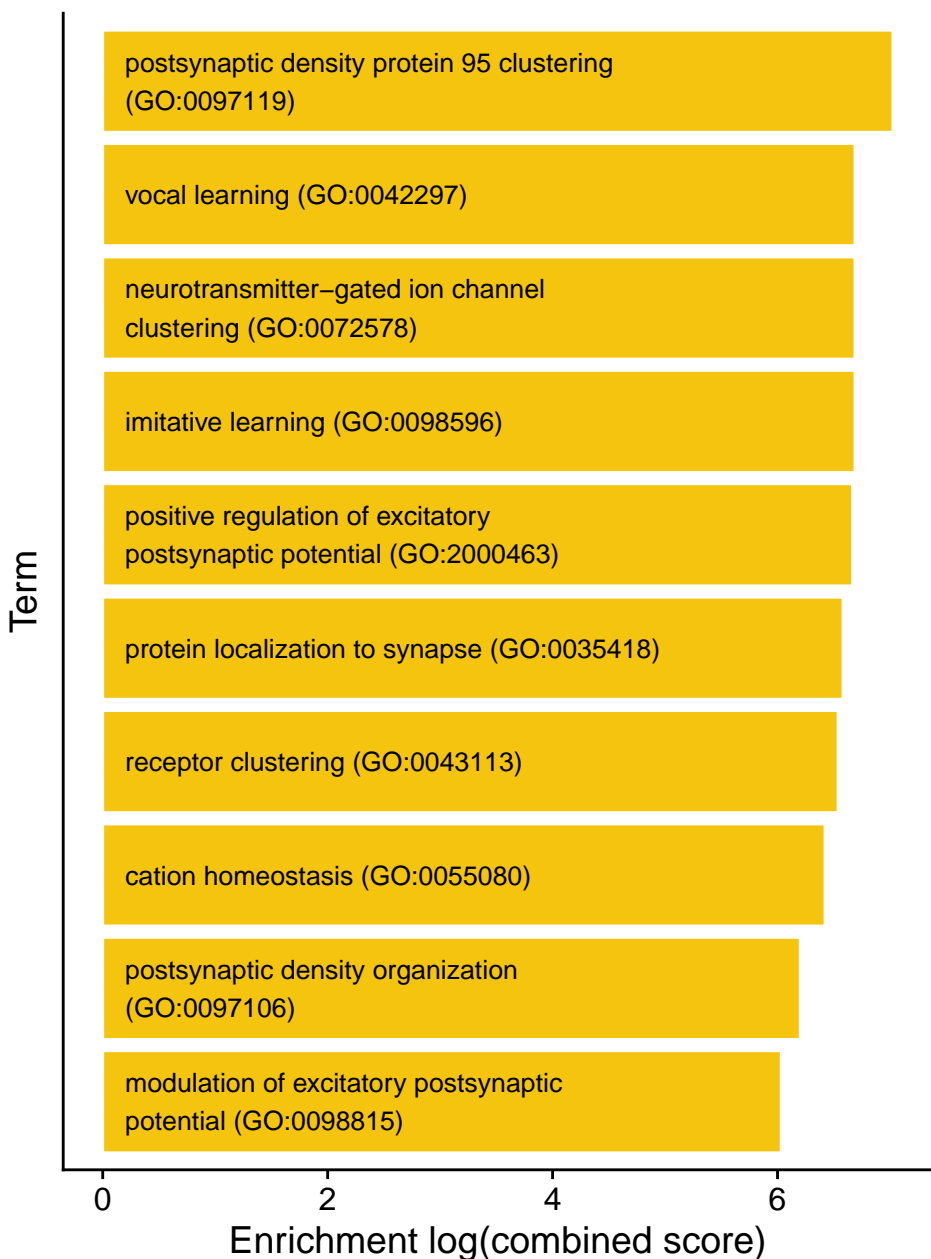 postsynaptic density protein 95 clustering
(GO:0097119)
vocal learning (GO:0042297)
neurotransmitter−gated ion channel
clustering (GO:0072578)
imitative learning (GO:0098596)
positive regulation of excitatory
postsynaptic potential (GO:2000463)
protein localization to synapse (GO:0035418)
receptor clustering (GO:0043113)
cation homeostasis (GO:0055080)
postsynaptic density organization
(GO:0097106)
modulation of excitatory postsynaptic
potential (GO:0098815)
Term
0 2 4 6
Enrichment log(combined score)